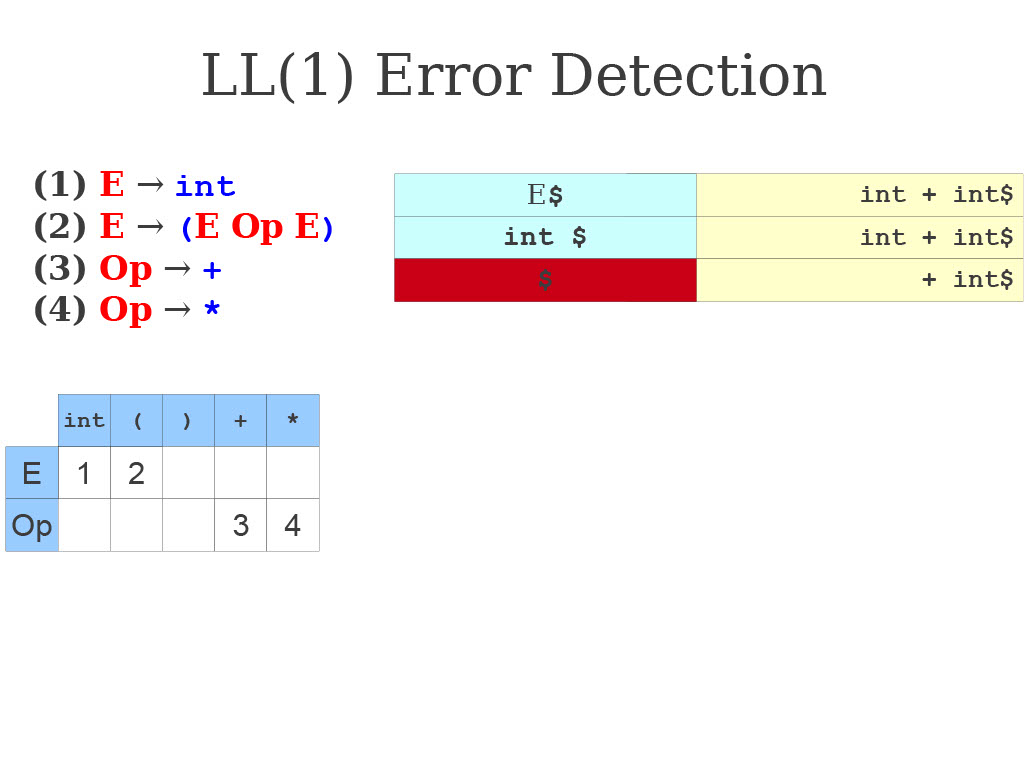 LL(1) Error Detection
(1) E → int
(2) E → (E Op E)
(3) Op → +
(4) Op → *
E$ int + int$
int $ int + int$
$ + int$
int ( ) + *
E 1 2
Op 3 4